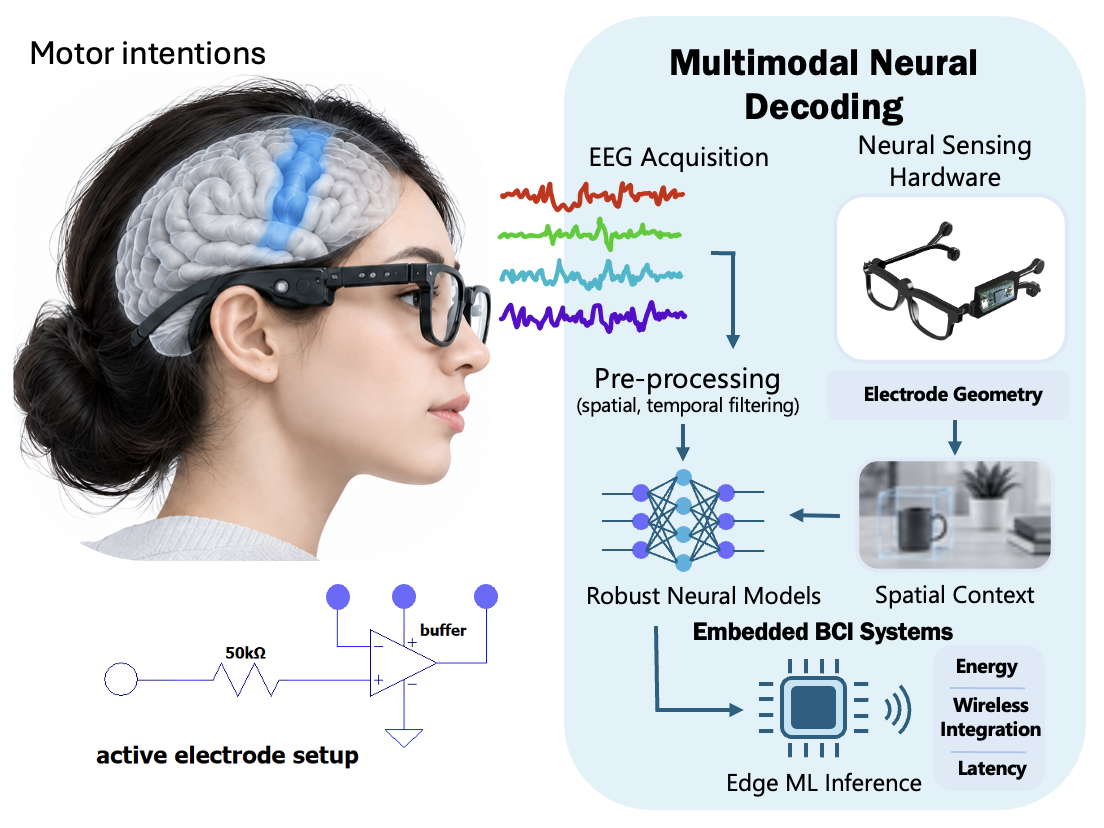 Motor intentions
Multimodal Neural
Decoding
EEG Acquisition
Neural Sensing
Hardware
Pre-processing
(spatial, temporal filtering)
Electrode Geometry
Robust Neural Models
Spatial Context
Embedded BCI Systems
Energy
Wireless
Integration
Latency
Edge ML Inference
buffer
+
−
50kΩ
+
−
active electrode setup